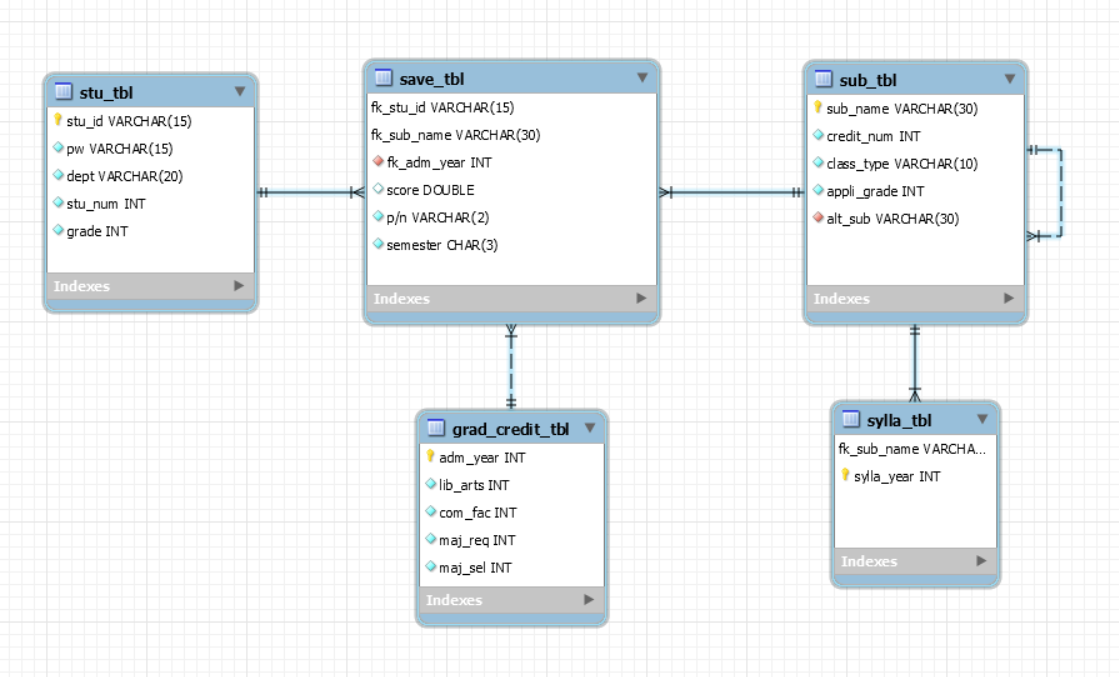 stu_tbl
stu_id VARCHAR(15)
pw VARCHAR(15)
dept VARCHAR(20)
stu_num INT
grade INT
Indexes
save_tbl
fk_stu_id VARCHAR(15)
fk_sub_name VARCHAR(30)
fk_adm_year INT
score DOUBLE
p/n VARCHAR(2)
semester CHAR(3)
Indexes
sub_tbl
sub_name VARCHAR(30)
credit_num INT
class_type VARCHAR(10)
appli_grade INT
alt_sub VARCHAR(30)
Indexes
grad_credit_tbl
adm_year INT
lib_arts INT
com_fac INT
maj_req INT
maj_sel INT
Indexes
sylla_tbl
fk_sub_name VARCHA...
sylla_year INT
Indexes